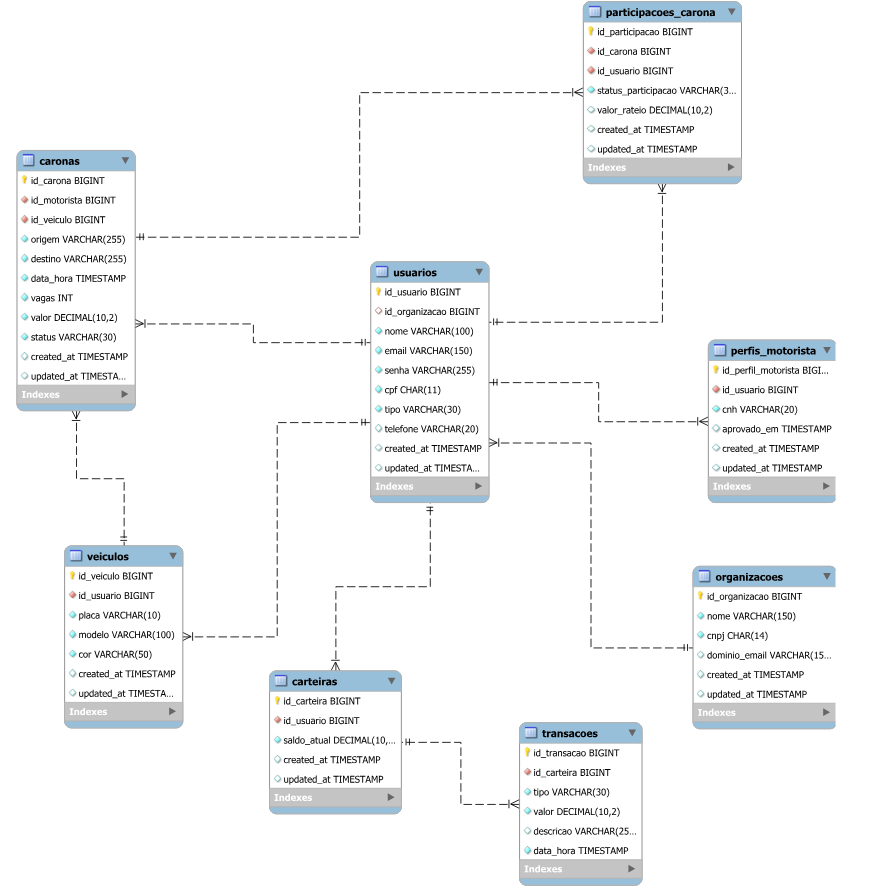 participacoes_carona
id_participacao BIGINT
id_carona BIGINT
id_usuario BIGINT
status_participacao VARCHAR(3...
valor_rateio DECIMAL(10,2)
created_at TIMESTAMP
updated_at TIMESTAMP
Indexes
caronas
id_carona BIGINT
id_motorista BIGINT
id_veiculo BIGINT
origem VARCHAR(255)
destino VARCHAR(255)
data_hora TIMESTAMP
vagas INT
valor DECIMAL(10,2)
status VARCHAR(30)
created_at TIMESTAMP
updated_at TIMESTA...
Indexes
usuarios
id_usuario BIGINT
id_organizacao BIGINT
nome VARCHAR(100)
email VARCHAR(150)
senha VARCHAR(255)
cpf CHAR(11)
tipo VARCHAR(30)
telefone VARCHAR(20)
created_at TIMESTAMP
updated_at TIMESTA...
Indexes
perfis_motorista
id_perfil_motorista BIGI...
id_usuario BIGINT
cnh VARCHAR(20)
aprovado_em TIMESTAMP
created_at TIMESTAMP
updated_at TIMESTAMP
Indexes
veiculos
id_veiculo BIGINT
id_usuario BIGINT
placa VARCHAR(10)
modelo VARCHAR(100)
cor VARCHAR(50)
created_at TIMESTAMP
updated_at TIMESTA...
Indexes
organizacoes
id_organizacao BIGINT
nome VARCHAR(150)
cnpj CHAR(14)
dominio_email VARCHAR(15...
created_at TIMESTAMP
updated_at TIMESTAMP
Indexes
carteiras
id_carteira BIGINT
id_usuario BIGINT
saldo_atual DECIMAL(10,...
created_at TIMESTAMP
updated_at TIMESTAMP
Indexes
transacoes
id_transacao BIGINT
id_carteira BIGINT
tipo VARCHAR(30)
valor DECIMAL(10,2)
descricao VARCHAR(25...
data_hora TIMESTAMP
Indexes